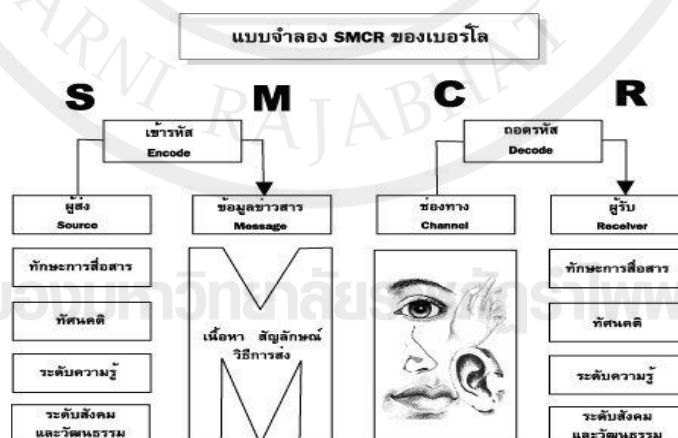 แบบจำลอง SMCR ของเบอร์โล
S M C R
เข้ารหัส
Encode
ถอดรหัส
Decode
ผู้ส่ง
Source
ข้อมูลข่าวสาร
Message
ช่องทาง
Channel
ผู้รับ
Receiver
ทักษะการสื่อสาร
ทัศนคติ
ระดับความรู้
ระดับสังคม
และวัฒนธรรม
เนื้อหา สัญลักษณ์
วิธีการส่ง
ทักษะการสื่อสาร
ทัศนคติ
ระดับความรู้
ระดับสังคม
และวัฒนธรรม
ARNI RAJABHAT